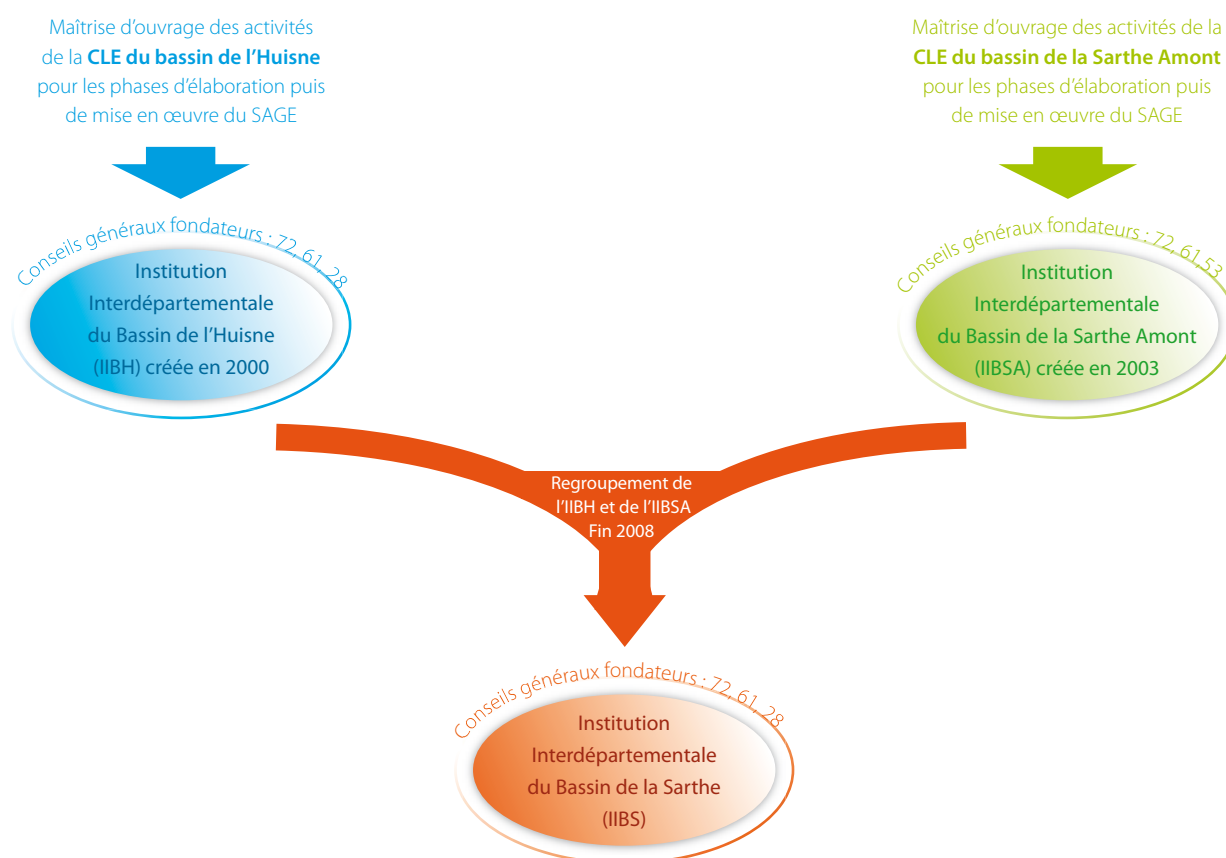 Maîtrise d'ouvrage des activités
de la CLE du bassin de l'Huisne
pour les phases d'élaboration puis
de mise en œuvre du SAGE
Maîtrise d'ouvrage des activités de la
CLE du bassin de la Sarthe Amont
pour les phases d'élaboration puis
de mise en œuvre du SAGE
Conseils généraux fondateurs : 72, 61, 28
Institution
Interdépartementale
du Bassin de l'Huisne
(IIBH) créée en 2000
Conseils généraux fondateurs : 72, 61,53
Institution
Interdépartementale
du Bassin de la Sarthe Amont
(IIBSA) créée en 2003
Regroupement de
l'IIBH et de l'IIBSA
Fin 2008
Conseils généraux fondateurs : 72, 61, 28
Institution
Interdépartementale
du Bassin de la Sarthe
(IIBS)